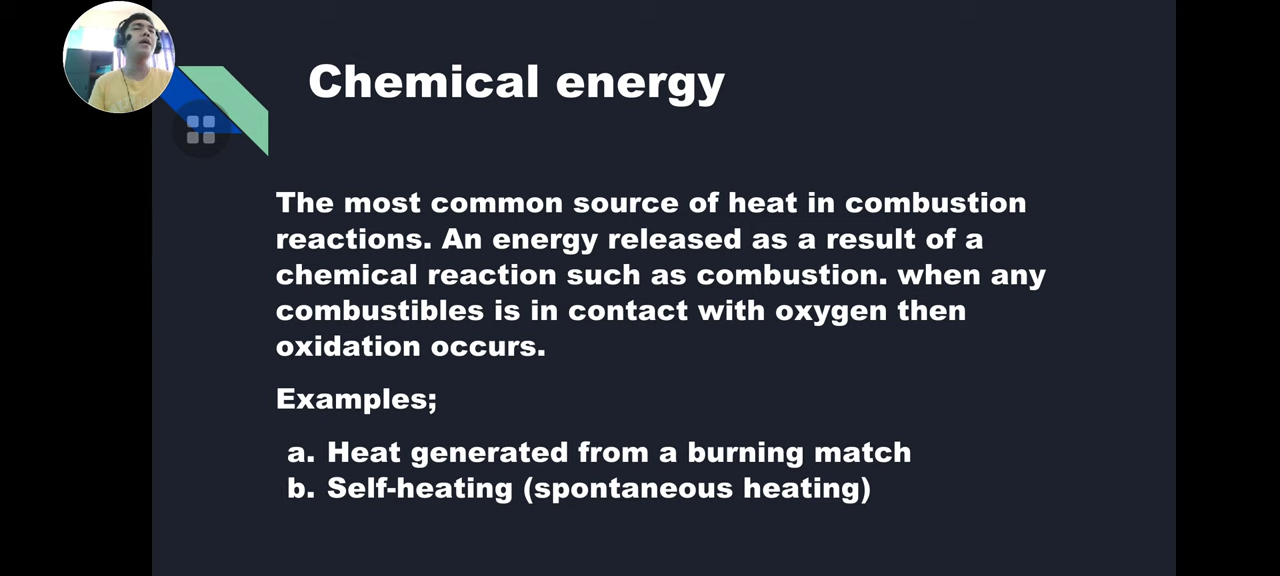 Chemical energy
The most common source of heat in combustion
reactions. An energy released as a result of a
chemical reaction such as combustion. when any
combustibles is in contact with oxygen then
oxidation occurs.
Examples;
a. Heat generated from a burning match
b. Self-heating (spontaneous heating)